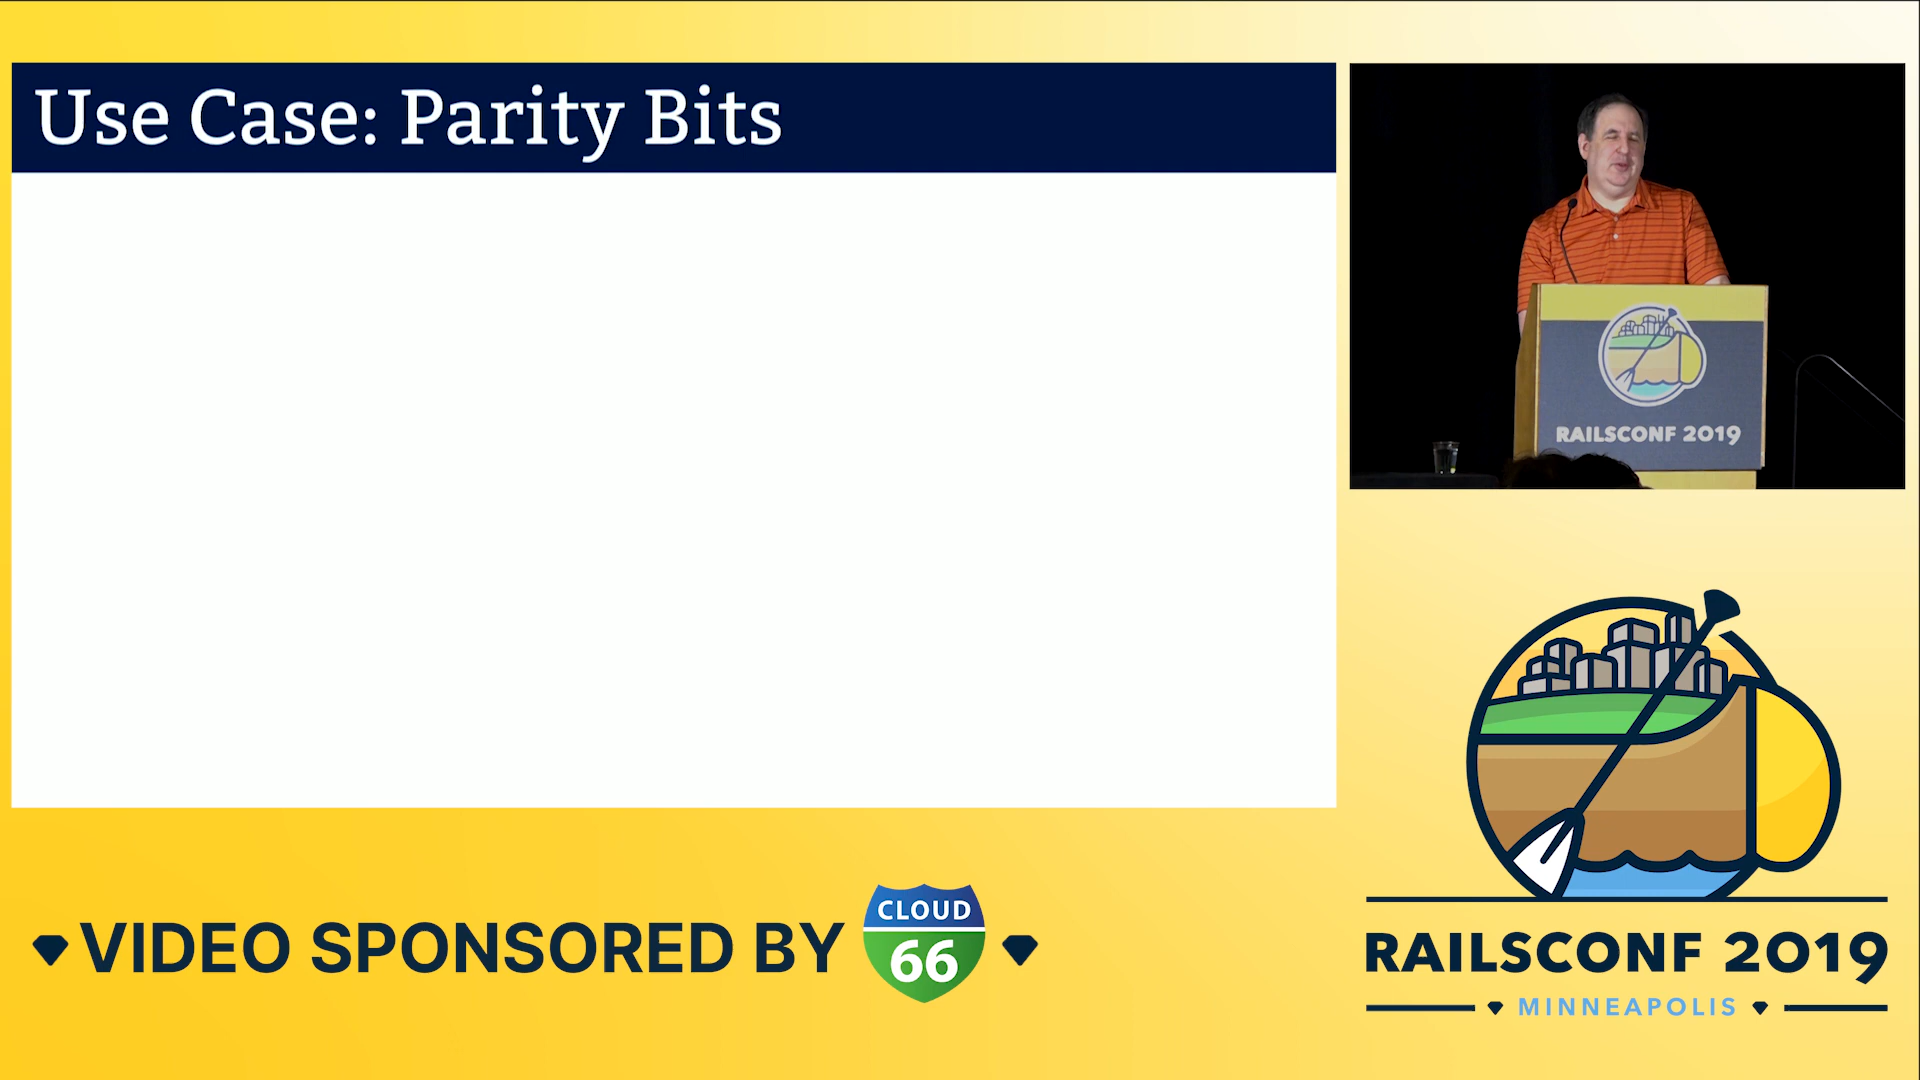 Use Case: Parity Bits
RAILSCONF 2019
VIDEO SPONSORED BY
CLOUD
66
RAILSCONF 2019
MINNEAPOLIS